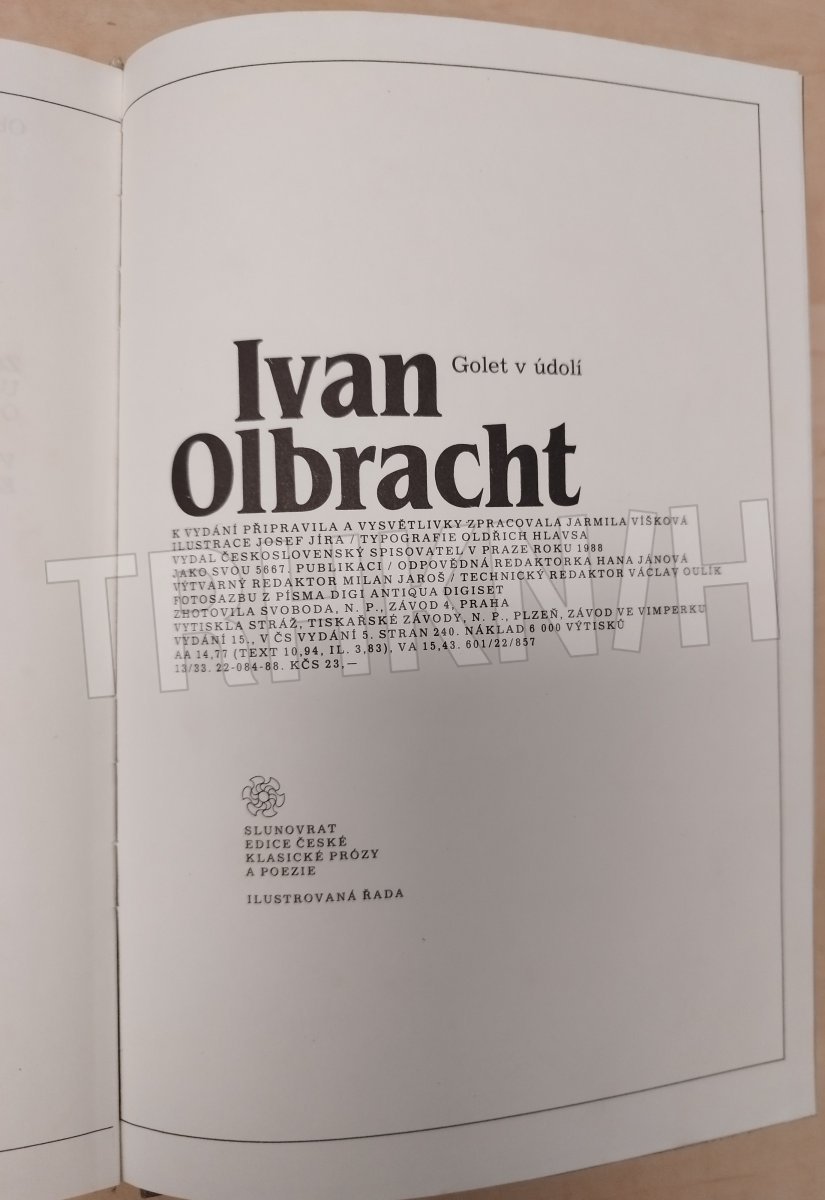 Ivan
Golet v údolí
Olbracht
K VYDÁNÍ PŘIPRAVILA A VYSVĚTLIVKY ZPRACOVALA JARMILA VÍŠKOVÁ
ILUSTRACE JOSEF JÍRA / TYPOGRAFIE OLDŘICH HLAVSA
VYDAL ČESKOSLOVENSKÝ SPISOVATEL V PRAZE ROKU 1988
JAKO SVOU 5667. PUBLIKACI / ODPOVĚDNÁ REDAKTORKA HANA JÁNOVÁ
VÝTVARNÝ REDAKTOR MILAN JAROŠ / TECHNICKÝ REDAKTOR VÁCLAV OULÍK
FOTOSAZBU Z PÍSMA DIGI ANTIQUA DIGISET
ZHOTOVILA SVOBODA, N. P., ZÁVOD 4, PRAHA
VYTISKLA STRÁŽ, TISKAŘSKÉ ZÁVODY, N. P., PLZEŇ, ZÁVOD VE VIMPERKU
VYDÁNÍ 15., V ČS VYDÁNÍ 5. STRAN 240. NÁKLAD 6 000 VÝTISKŮ
AA 14,77 (TEXT 10,94, IL. 3,83), VA 15,43. 601/22/857
13/33. 22-084-88. KČS 23,—
SLUNOVRAT
EDICE ČESKÉ
KLASICKÉ PRÓZY
A POEZIE
ILUSTROVANÁ ŘADA